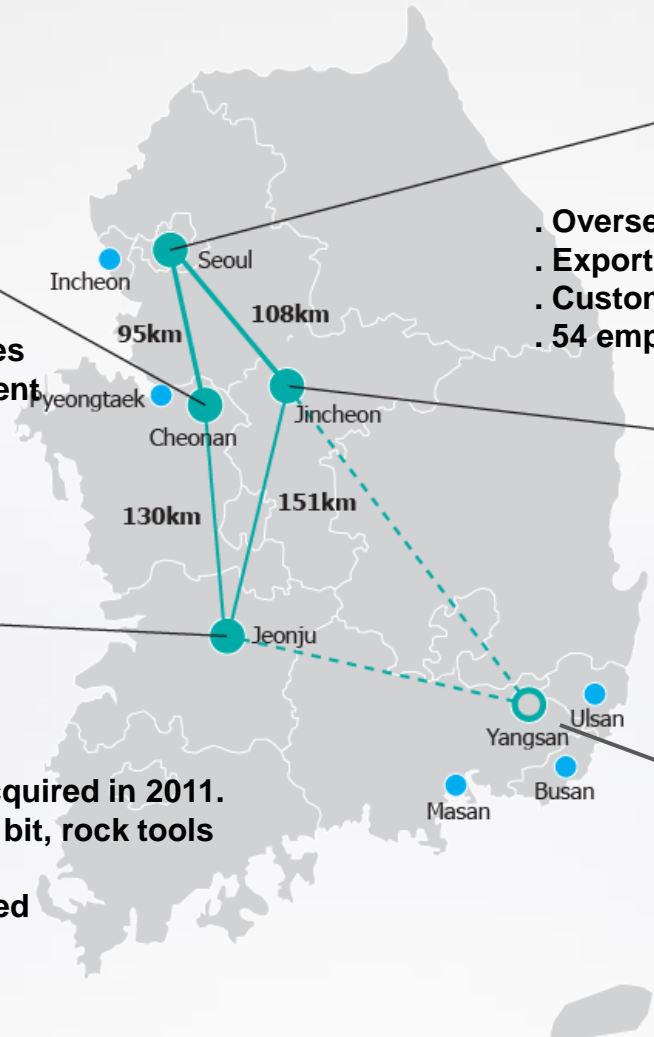 . Overse
. Export
. Custom
. 54 emp
Seoul
Incheon
108km
95km
es
ent
Pyeongtaek
Jincheon
Cheonan
151km
130km
Jeonju
Ulsan
Yangsan
Busan
Masan
cquired in 2011.
bit, rock tools
ed